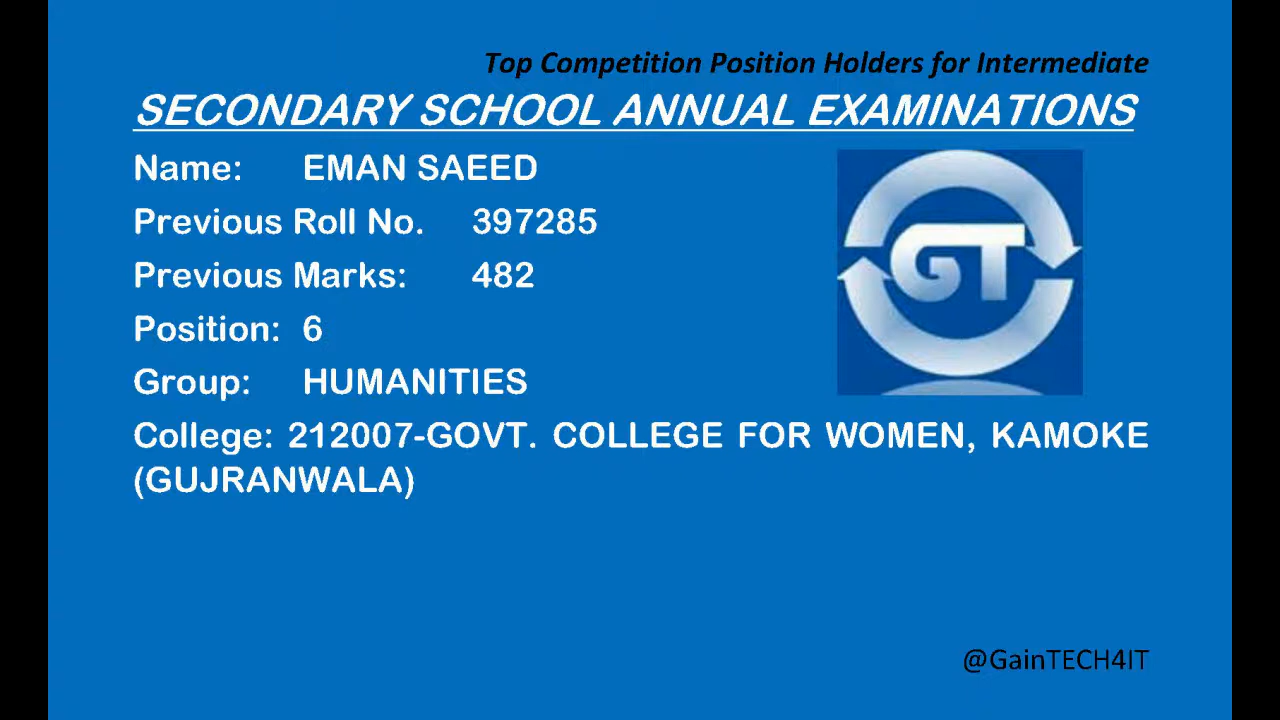 Top Competition Position Holders for Intermediate
SECONDARY SCHOOL ANNUAL EXAMINATIONS
Name: EMAN SAEED
Previous Roll No. 397285
Previous Marks: 482
Position: 6
Group: HUMANITIES
College: 212007-GOVT. COLLEGE FOR WOMEN, KAMOKE
(GUJRANWALA)
GT
@GainTECH4IT